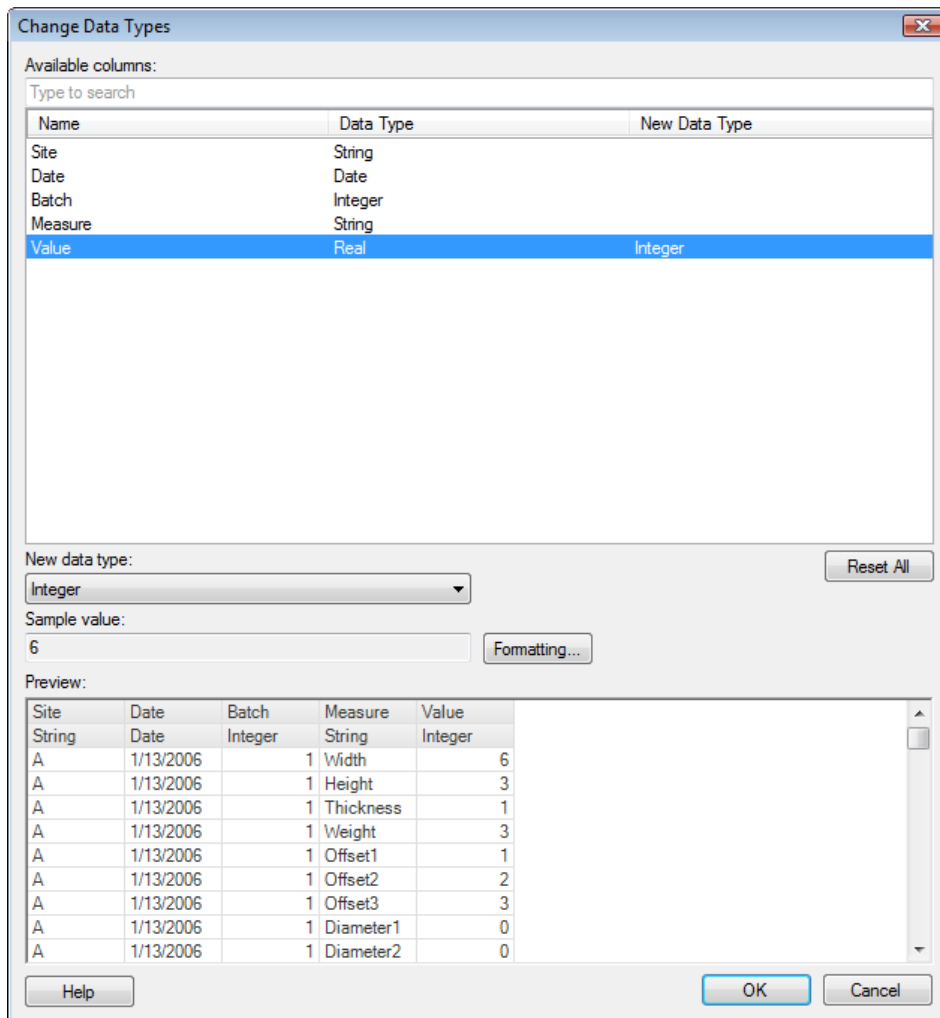 Change Data Types
Available columns:
Type to search
Name Data Type New Data Type
Site String
Date Date
Batch Integer
Measure String
Value Real Integer
New data type:
Reset All
Integer
Sample value:
6 Formatting...
Preview:
Site Date Batch Measure Value
String Date Integer String Integer
A 1/13/2006 1 Width 6
A 1/13/2006 1 Height 3
A 1/13/2006 1 Thickness 1
A 1/13/2006 1 Weight 3
A 1/13/2006 1 Offset1 1
A 1/13/2006 1 Offset2 2
A 1/13/2006 1 Offset3 3
A 1/13/2006 1 Diameter1 0
A 1/13/2006 1 Diameter2 0
Help OK Cancel